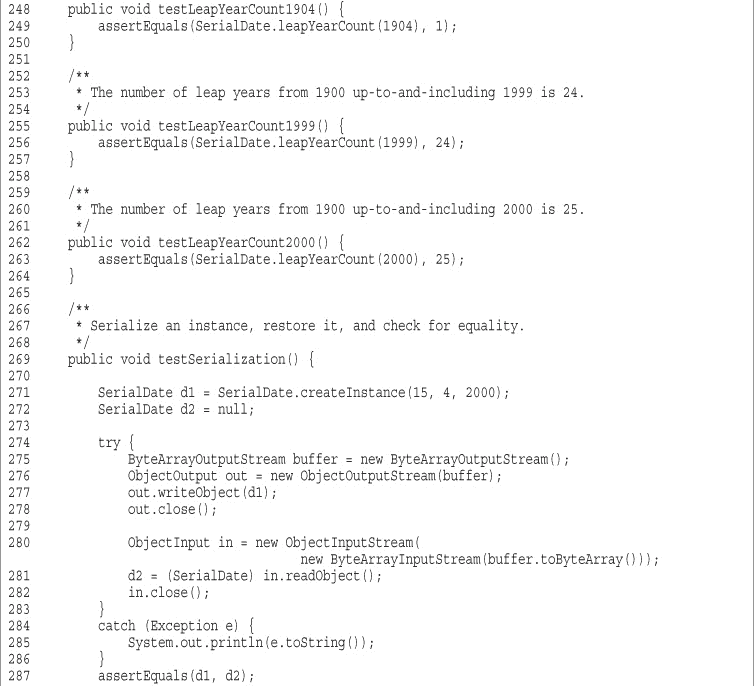 248 public void testLeapYearCount1904() {
249 assertEquals(SerialDate.leapYearCount(1904), 1);
250 }
251
252 /**
253 * The number of leap years from 1900 up-to-and-including 1999 is 24.
254 */
255 public void testLeapYearCount1999() {
256 assertEquals(SerialDate.leapYearCount(1999), 24);
257 }
258
259 /**
260 * The number of leap years from 1900 up-to-and-including 2000 is 25.
261 */
262 public void testLeapYearCount2000() {
263 assertEquals(SerialDate.leapYearCount(2000), 25);
264 }
265
266 /**
267 * Serialize an instance, restore it, and check for equality.
268 */
269 public void testSerialization() {
270
271 SerialDate d1 = SerialDate.createInstance(15, 4, 2000);
272 SerialDate d2 = null;
273
274 try {
275 ByteArrayOutputStream buffer = new ByteArrayOutputStream();
276 ObjectOutput out = new ObjectOutputStream(buffer);
277 out.writeObject(d1);
278 out.close();
279
280 ObjectInput in = new ObjectInputStream(
new ByteArrayInputStream(buffer.toByteArray()));
281 d2 = (SerialDate) in.readObject();
282 in.close();
283 }
284 catch (Exception e) {
285 System.out.println(e.toString());
286 }
287 assertEquals(d1, d2);